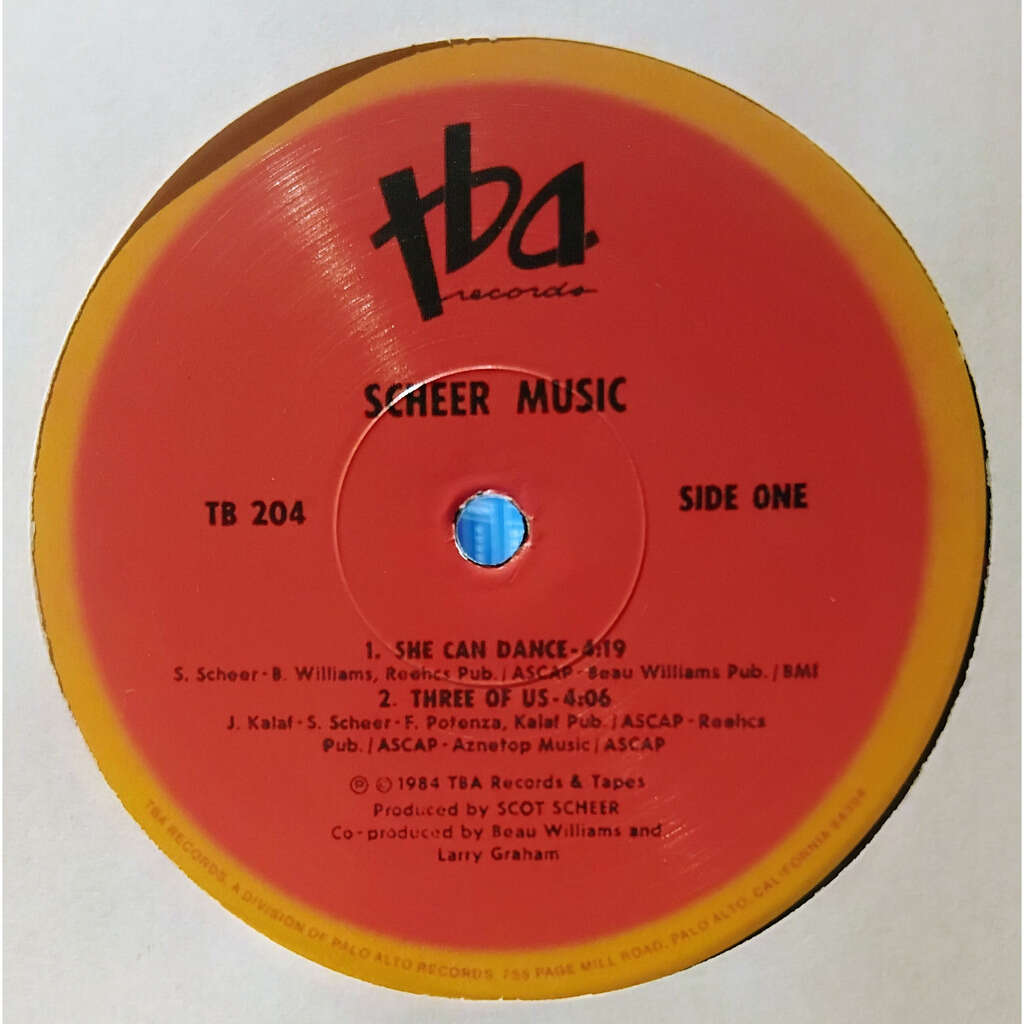 tba
records
SCHEER MUSIC
TB 204
SIDE ONE
1. SHE CAN DANCE-4:19
S. Scheer-B. Williams, Reehcs Pub./ASCAP-Beau Williams Pub./BMI
2. THREE OF US-4:06
J. Kalaf-S. Scheer-F. Potenza, Kalaf Pub./ASCAP-Reehcs
Pub./ASCAP-Aznetop Music/ASCAP
℗ © 1984 TBA Records & Tapes
Produced by SCOT SCHEER
Co-produced by Beau Williams and
Larry Graham
TBA RECORDS, A DIVISION OF PALO ALTO RECORDS, 755 PAGE MILL ROAD, PALO ALTO, CALIFORNIA 94304